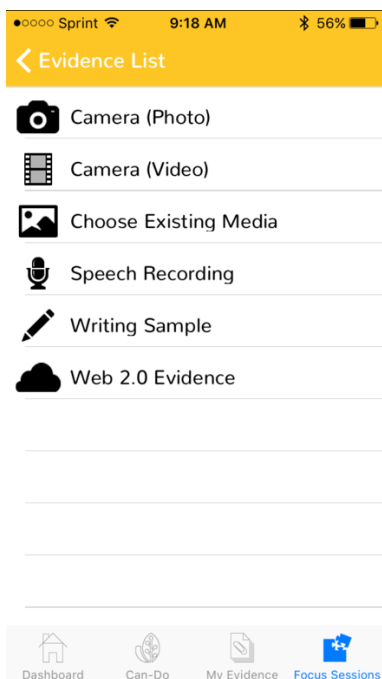 Sprint 9:18 AM 56%
Evidence List
Camera (Photo)
Camera (Video)
Choose Existing Media
Speech Recording
Writing Sample
Web 2.0 Evidence
Dashboard Can-Do My Evidence Focus Sessions